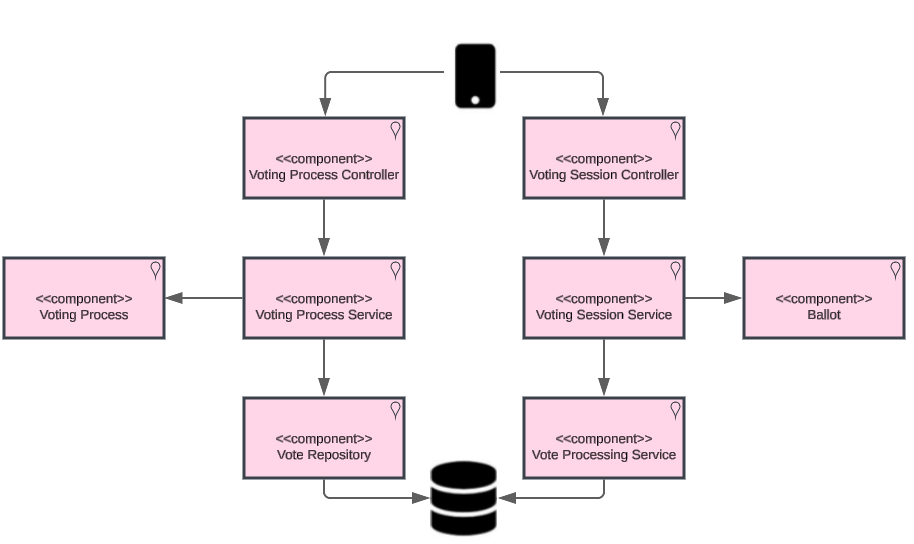 <<component>>
Voting Process Controller
<<component>>
Voting Session Controller
<<component>>
Voting Process
<<component>>
Voting Process Service
<<component>>
Voting Session Service
<<component>>
Ballot
<<component>>
Vote Repository
<<component>>
Vote Processing Service